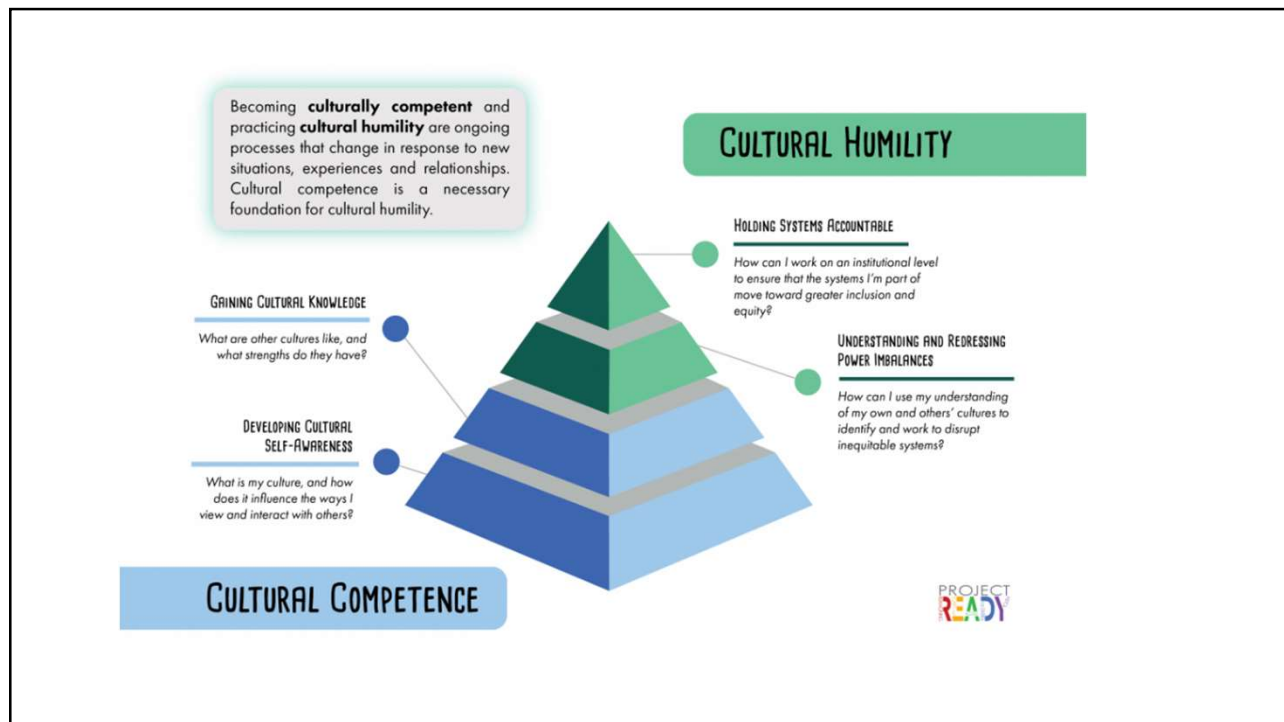 Becoming culturally competent and
practicing cultural humility are ongoing
processes that change in response to new
situations, experiences and relationships.
Cultural competence is a necessary
foundation for cultural humility.
CULTURAL HUMILITY
HOLDING SYSTEMS ACCOUNTABLE
How can I work on an institutional level
to ensure that the systems I'm part of
move toward greater inclusion and
equity?
GAINING CULTURAL KNOWLEDGE
What are other cultures like, and
what strengths do they have?
UNDERSTANDING AND REDRESSING
POWER IMBALANCES
How can I use my understanding
of my own and others' cultures to
identify and work to disrupt
inequitable systems?
DEVELOPING CULTURAL
SELF-AWARENESS
What is my culture, and how
does it influence the ways I
view and interact with others?
CULTURAL COMPETENCE
PROJECT
READY